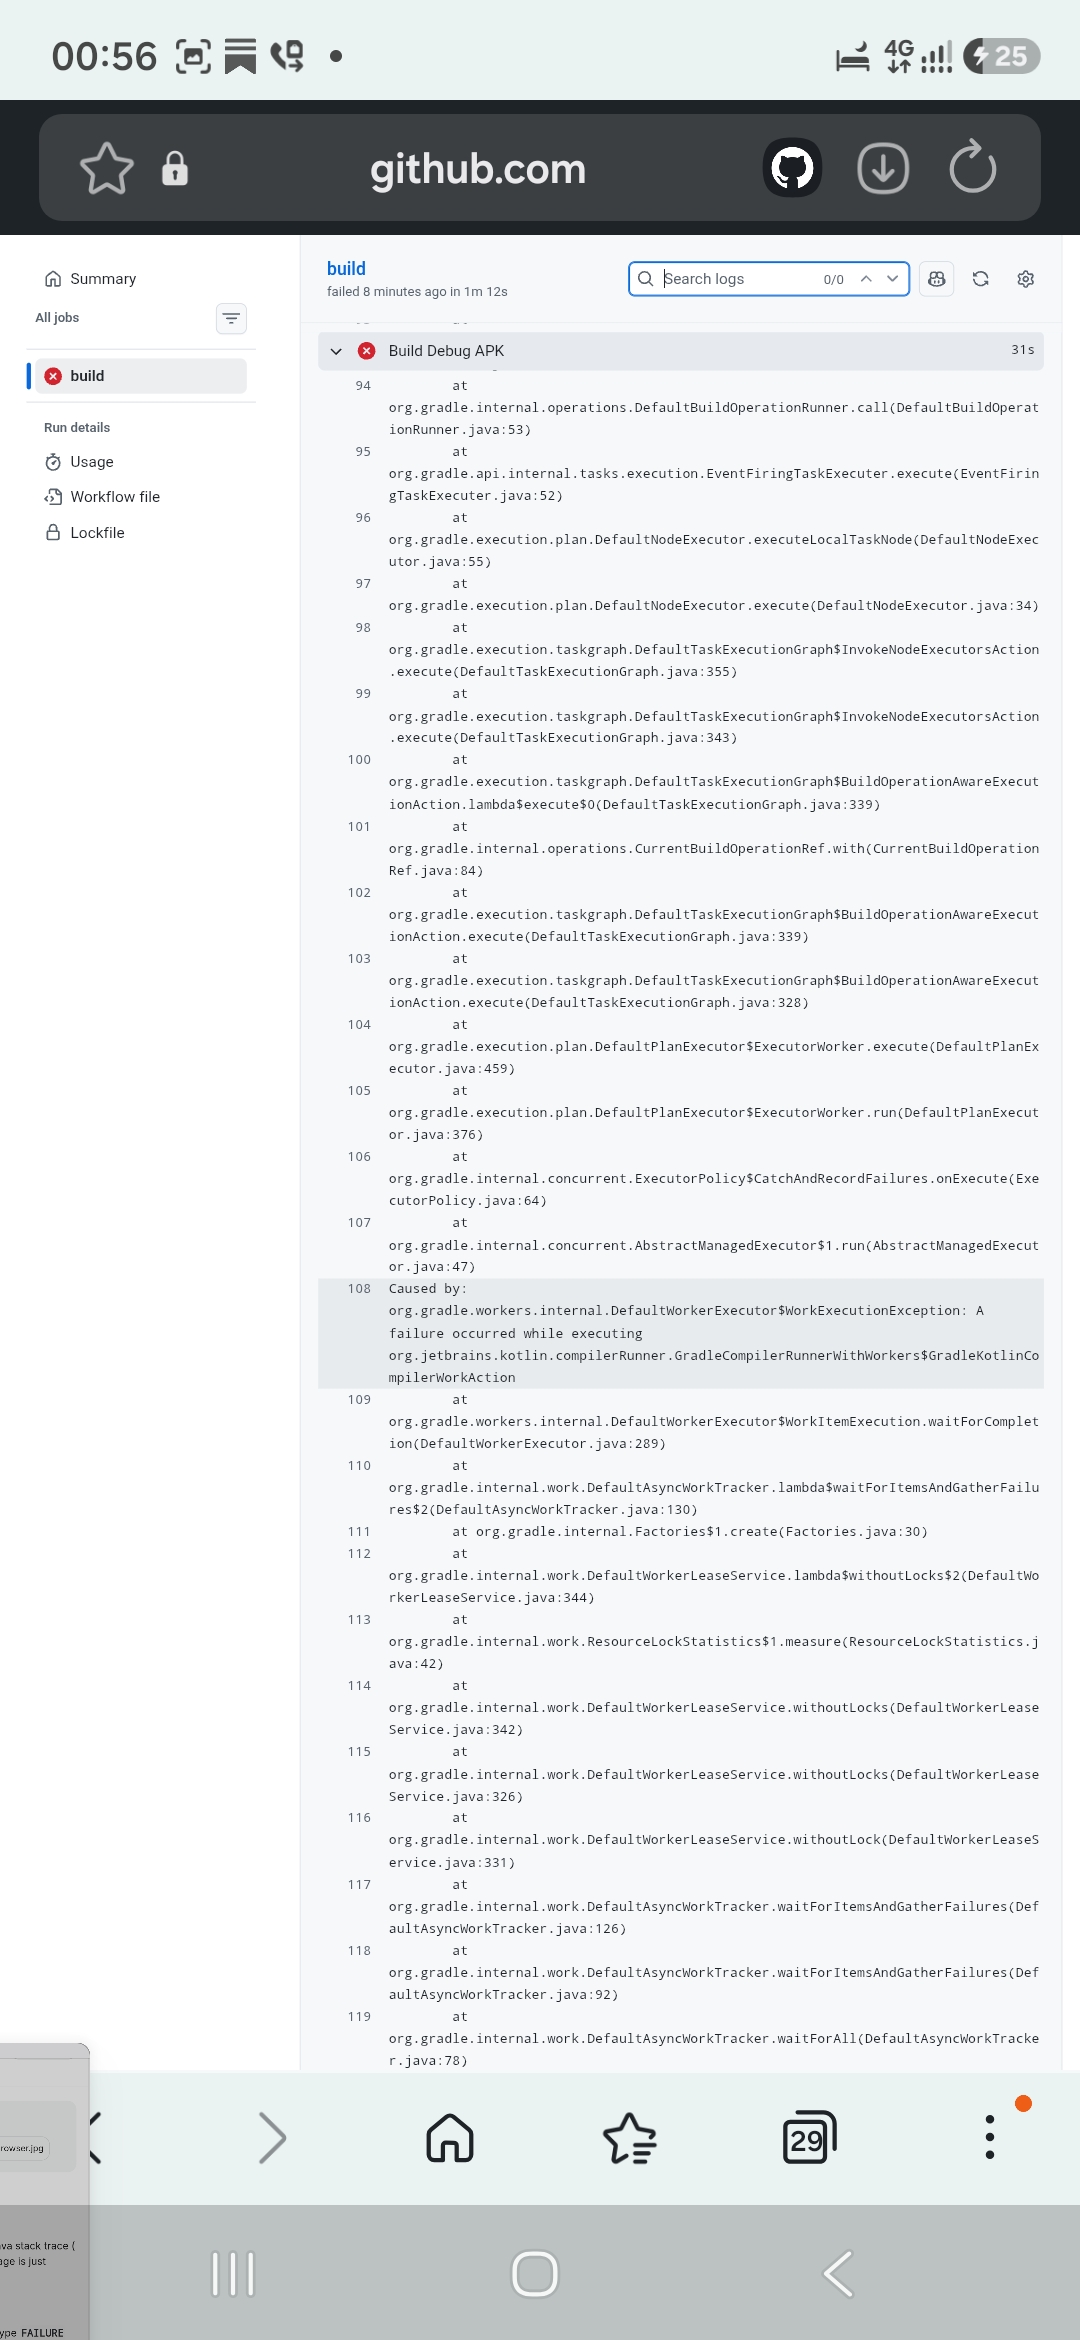 00:56
4G
25
github.com
Summary
All jobs
build
Run details
Usage
Workflow file
Lockfile
build
failed 8 minutes ago in 1m 12s
Search logs
0/0
Build Debug APK
31s
94 at
org.gradle.internal.operations.DefaultBuildOperationRunner.call(DefaultBuildOperat
ionRunner.java:53)
95 at
org.gradle.api.internal.tasks.execution.EventFiringTaskExecuter.execute(EventFirin
gTaskExecuter.java:52)
96 at
org.gradle.execution.plan.DefaultNodeExecutor.executeLocalTaskNode(DefaultNodeExec
utor.java:55)
97 at
org.gradle.execution.plan.DefaultNodeExecutor.execute(DefaultNodeExecutor.java:34)
98 at
org.gradle.execution.taskgraph.DefaultTaskExecutionGraph$InvokeNodeExecutorsAction
.execute(DefaultTaskExecutionGraph.java:355)
99 at
org.gradle.execution.taskgraph.DefaultTaskExecutionGraph$InvokeNodeExecutorsAction
.execute(DefaultTaskExecutionGraph.java:343)
100 at
org.gradle.execution.taskgraph.DefaultTaskExecutionGraph$BuildOperationAwareExecut
ionAction.lambda$execute$0(DefaultTaskExecutionGraph.java:339)
101 at
org.gradle.internal.operations.CurrentBuildOperationRef.with(CurrentBuildOperation
Ref.java:84)
102 at
org.gradle.execution.taskgraph.DefaultTaskExecutionGraph$BuildOperationAwareExecut
ionAction.execute(DefaultTaskExecutionGraph.java:339)
103 at
org.gradle.execution.taskgraph.DefaultTaskExecutionGraph$BuildOperationAwareExecut
ionAction.execute(DefaultTaskExecutionGraph.java:328)
104 at
org.gradle.execution.plan.DefaultPlanExecutor$ExecutorWorker.execute(DefaultPlanEx
ecutor.java:459)
105 at
org.gradle.execution.plan.DefaultPlanExecutor$ExecutorWorker.run(DefaultPlanExecut
or.java:376)
106 at
org.gradle.internal.concurrent.ExecutorPolicy$CatchAndRecordFailures.onExecute(Exe
cutorPolicy.java:64)
107 at
org.gradle.internal.concurrent.AbstractManagedExecutor$1.run(AbstractManagedExecut
or.java:47)
108 Caused by:
org.gradle.workers.internal.DefaultWorkerExecutor$WorkExecutionException: A
failure occurred while executing
org.jetbrains.kotlin.compilerRunner.GradleCompilerRunnerWithWorkers$GradleKotlinCo
mpilerWorkAction
109 at
org.gradle.workers.internal.DefaultWorkerExecutor$WorkItemExecution.waitForComplet
ion(DefaultWorkerExecutor.java:289)
110 at
org.gradle.internal.work.DefaultAsyncWorkTracker.lambda$waitForItemsAndGatherFailu
res$2(DefaultAsyncWorkTracker.java:130)
111 at org.gradle.internal.Factories$1.create(Factories.java:30)
112 at
org.gradle.internal.work.DefaultWorkerLeaseService.lambda$withoutLocks$2(DefaultWo
rkerLeaseService.java:344)
113 at
org.gradle.internal.work.ResourceLockStatistics$1.measure(ResourceLockStatistics.j
ava:42)
114 at
org.gradle.internal.work.DefaultWorkerLeaseService.withoutLocks(DefaultWorkerLease
Service.java:342)
115 at
org.gradle.internal.work.DefaultWorkerLeaseService.withoutLocks(DefaultWorkerLease
Service.java:326)
116 at
org.gradle.internal.work.DefaultWorkerLeaseService.withoutLock(DefaultWorkerLeaseS
ervice.java:331)
117 at
org.gradle.internal.work.DefaultAsyncWorkTracker.waitForItemsAndGatherFailures(Def
aultAsyncWorkTracker.java:126)
118 at
org.gradle.internal.work.DefaultAsyncWorkTracker.waitForItemsAndGatherFailures(Def
aultAsyncWorkTracker.java:92)
119 at
org.gradle.internal.work.DefaultAsyncWorkTracker.waitForAll(DefaultAsyncWorkTracke
r.java:78)
rowser.jpg
29
va stack trace (
age is just
ype FAILURE